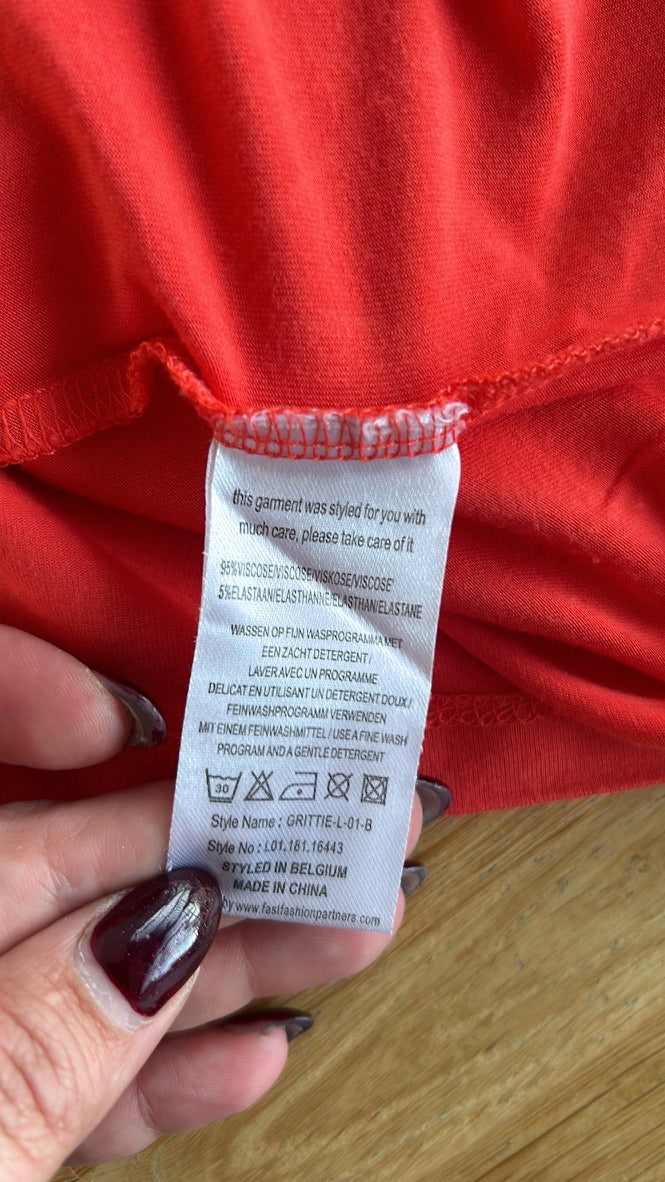 this garment was styled for you with
much care, please take care of it
95%VISCOSE/VISCOSE/VISKOSE/VISCOSE'
5%ELASTAAN/ELASTHANNE/ELASTHAN/ELASTANE
WASSEN OP FIJN WASPROGRAMMA MET
EEN ZACHT DETERGENT /
LAVER AVEC UN PROGRAMME
DELICAT EN UTILISANT UN DETERGENT DOUX /
FEINWASHPROGRAMM VERWENDEN
MIT EINEM FEINWASHMITTEL / USE A FINE WASH
PROGRAM AND A GENTLE DETERGENT
30
Style Name : GRITTIE-L-01-B
Style No : L01.181.16443
STYLED IN BELGIUM
MADE IN CHINA
by www.fastfashionpartners.com